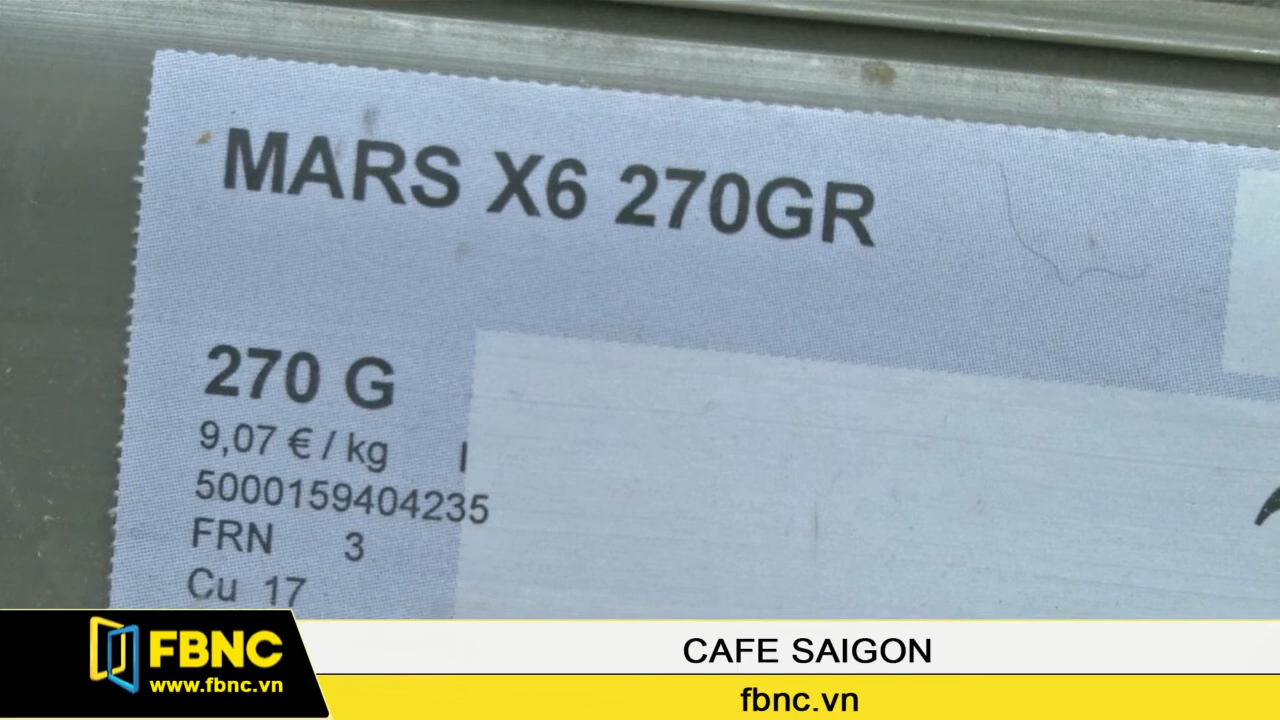 MARS X6 270GR
270 G
9,07 € / kg
5000159404235
FRN 3
Cu 17
FBNC
www.fbnc.vn
CAFE SAIGON
fbnc.vn